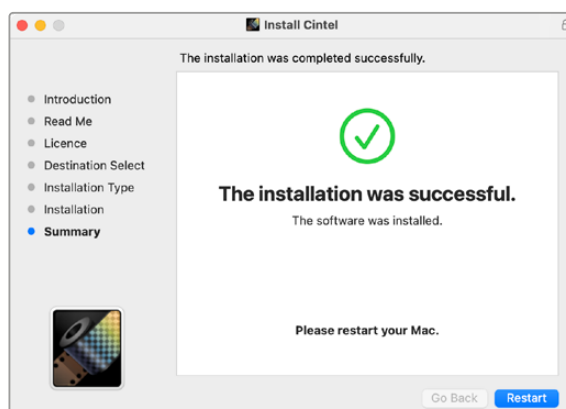 Install Cintel
The installation was completed successfully.
Introduction
Read Me
Licence
Destination Select
Installation Type
Installation
Summary
The installation was successful.
The software was installed.
Please restart your Mac.
Go Back
Restart